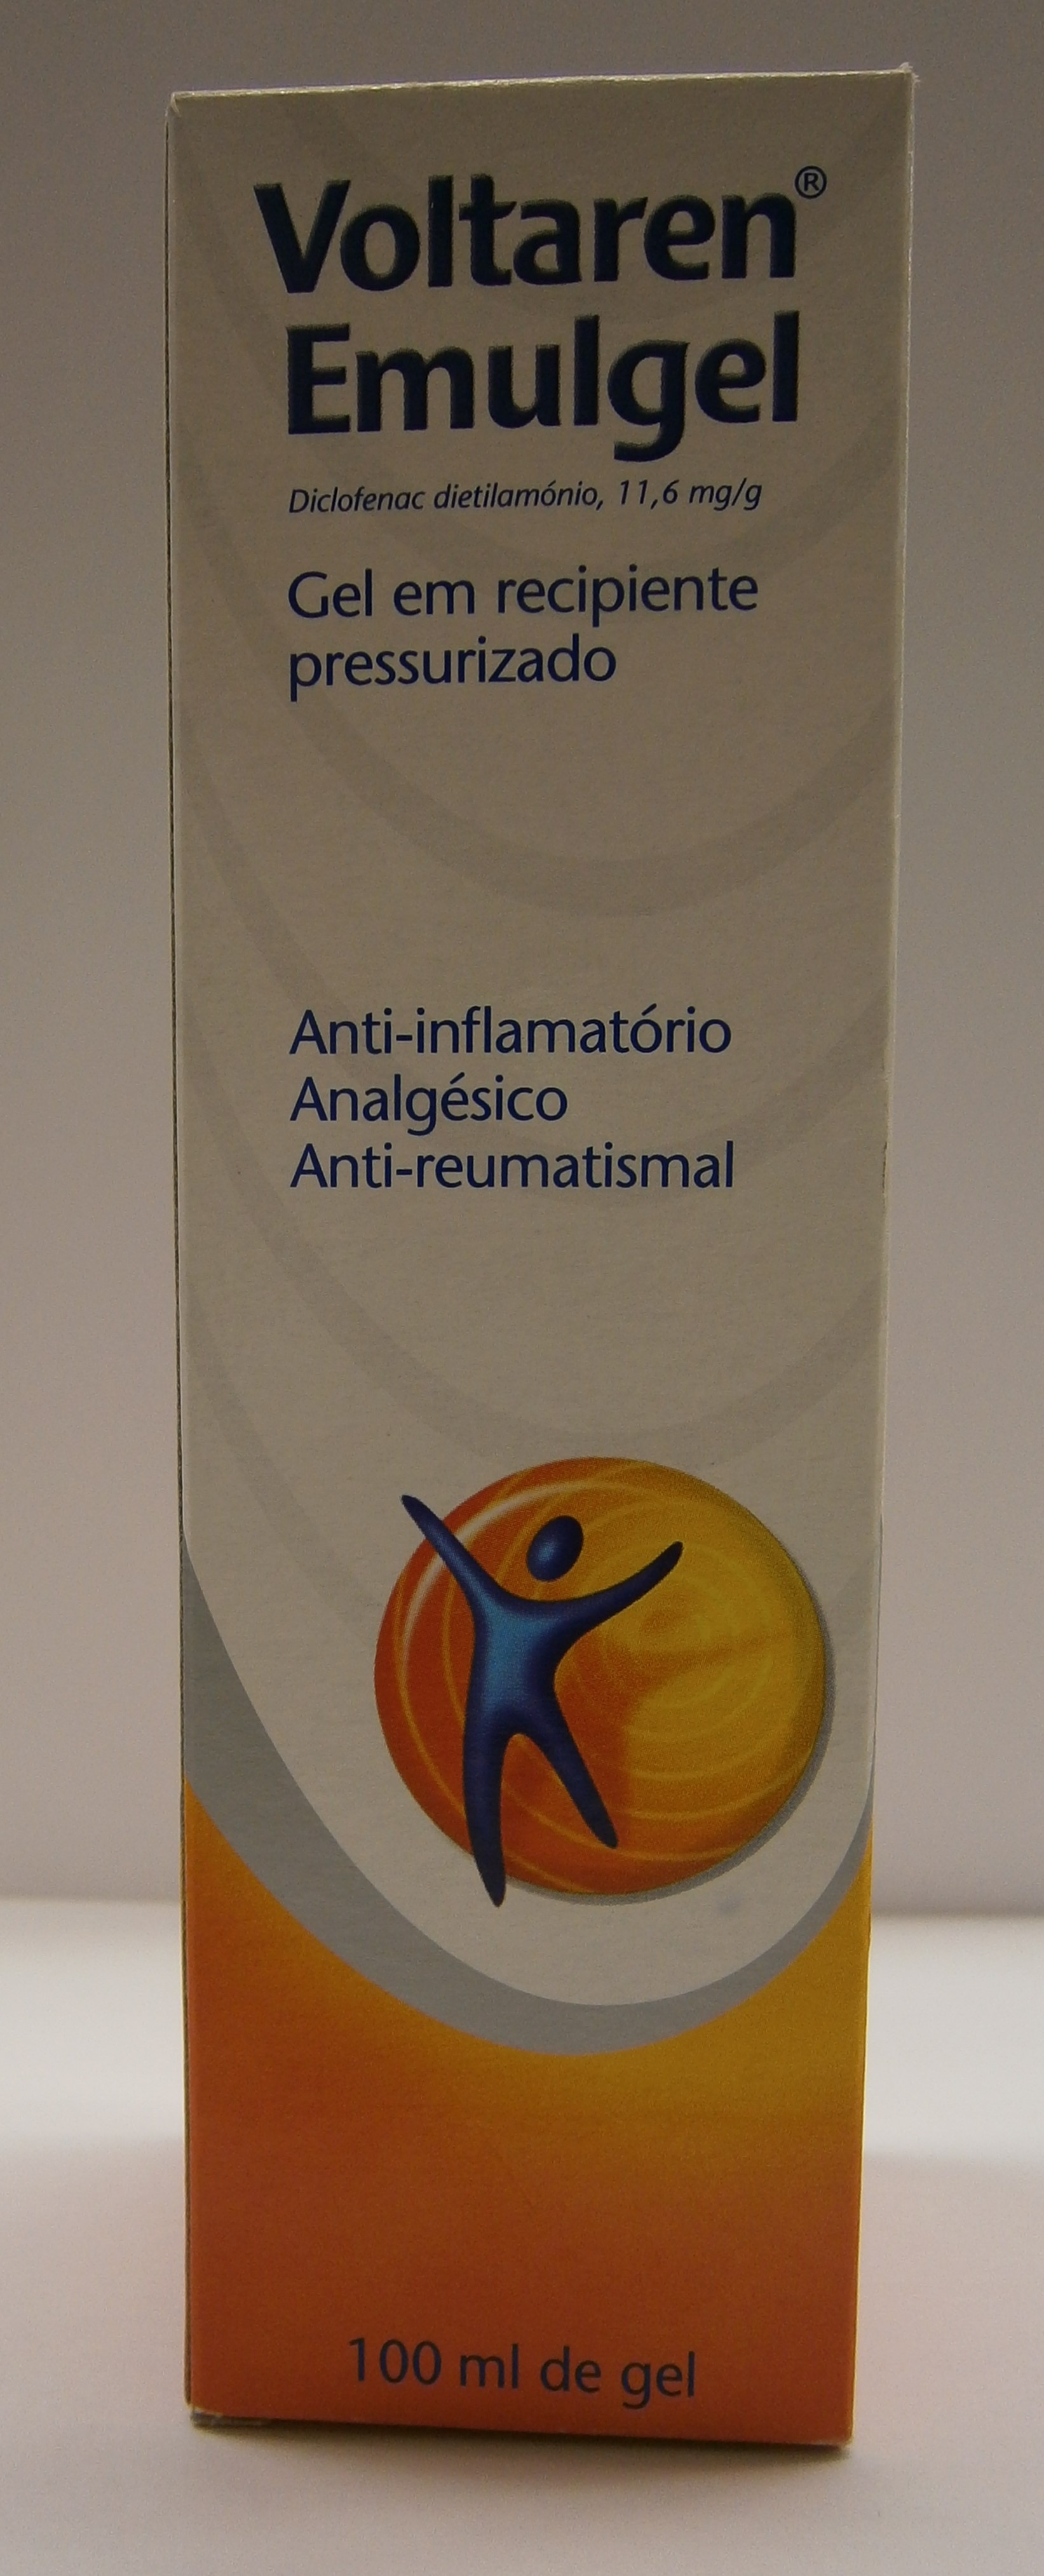 Voltaren®
Emulgel
Diclofenac dietilamónio, 11,6 mg/g
Gel em recipiente
pressurizado
Anti-inflamatório
Analgésico
Anti-reumatismal
100 ml de gel